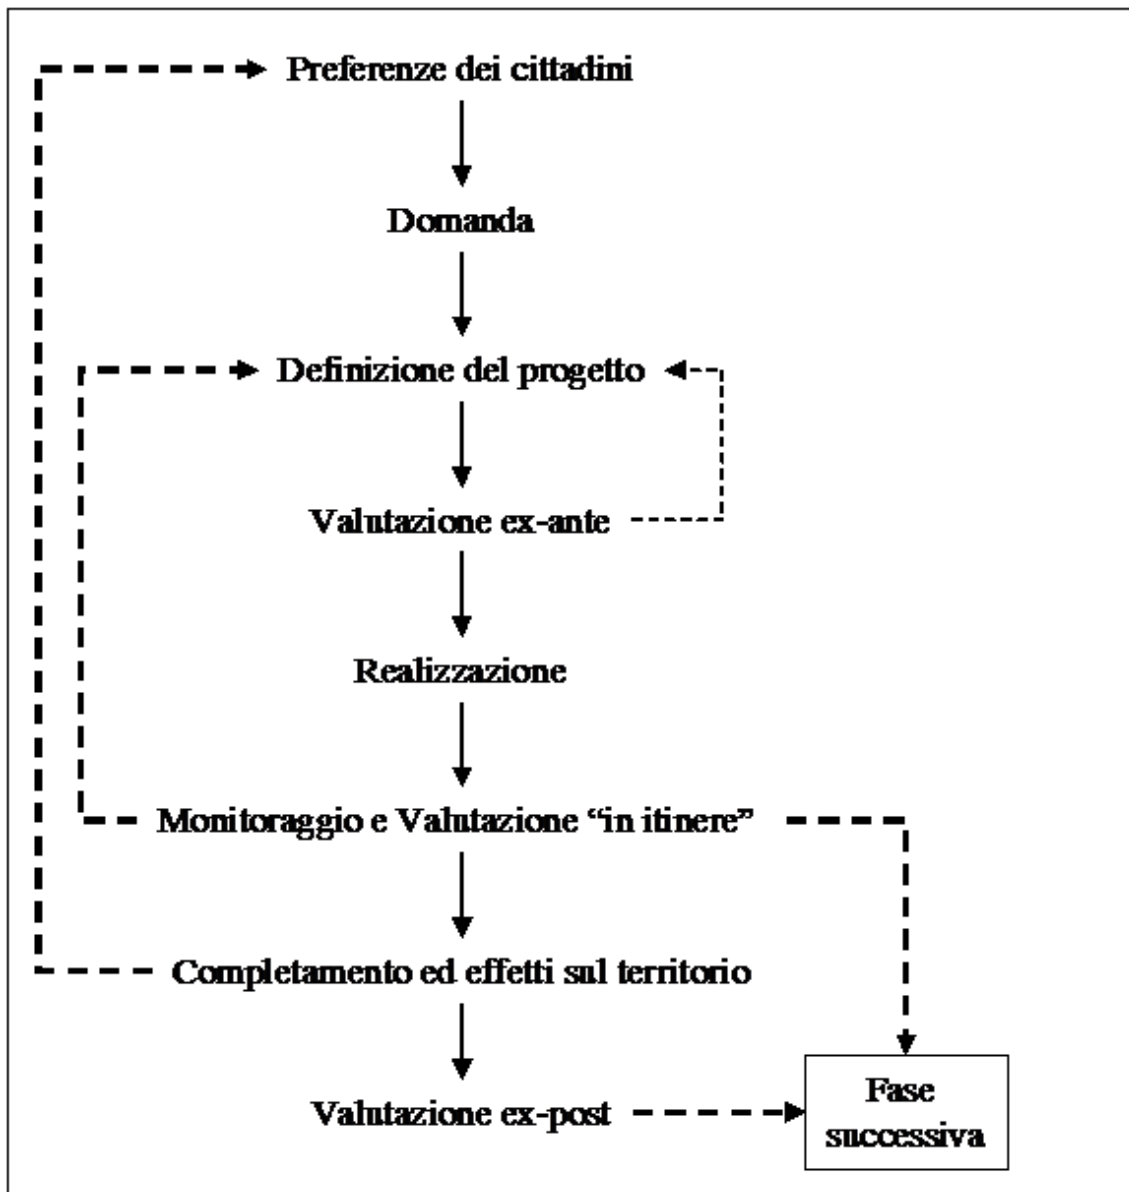 Preferenze dei cittadini
Domanda
Definizione del progetto
Valutazione ex-ante
Realizzazione
Monitoraggio e Valutazione “in itinere”
Completamento ed effetti sul territorio
Valutazione ex-post
Fase
successiva